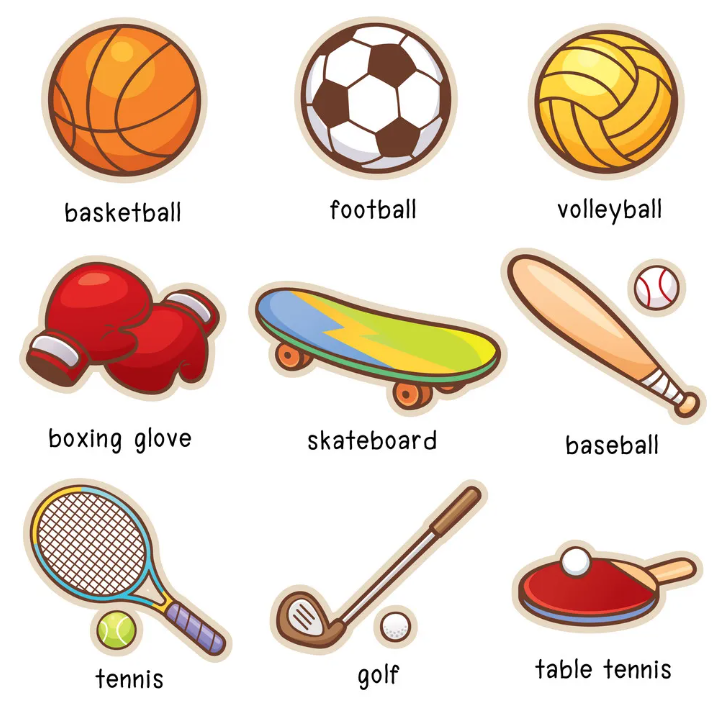 basketball
football
volleyball
boxing glove
skateboard
baseball
tennis
golf
table tennis